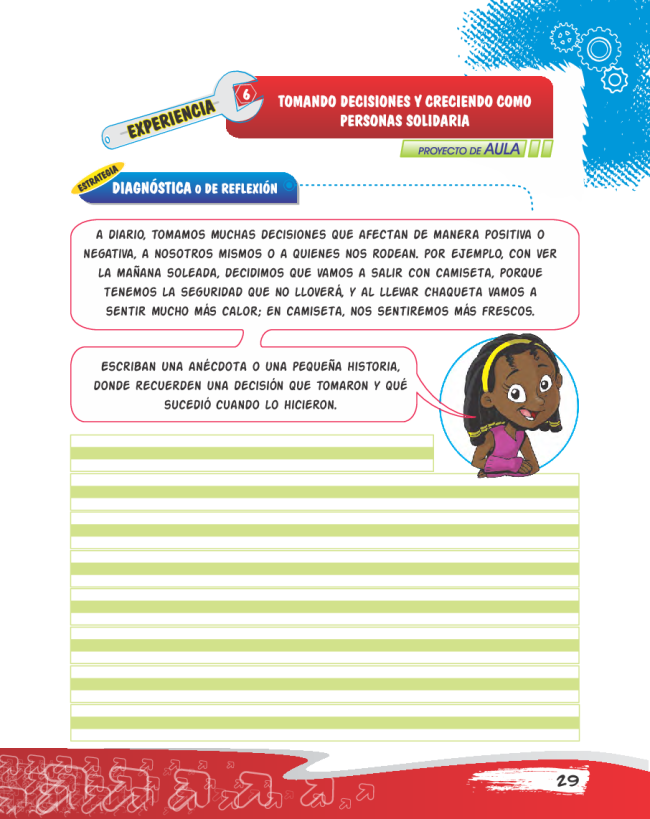 EXPERIENCIA
6
TOMANDO DECISIONES Y CRECIENDO COMO
PERSONAS SOLIDARIA
PROYECTO DE AULA
ESTRATEGIA
DIAGNÓSTICA O DE REFLEXIÓN
A DIARIO, TOMAMOS MUCHAS DECISIONES QUE AFECTAN DE MANERA POSITIVA O
NEGATIVA, A NOSOTROS MISMOS O A QUIENES NOS RODEAN. POR EJEMPLO, CON VER
LA MAÑANA SOLEADA, DECIDIMOS QUE VAMOS A SALIR CON CAMISETA, PORQUE
TENEMOS LA SEGURIDAD QUE NO LLOVERÁ, Y AL LLEVAR CHAQUETA VAMOS A
SENTIR MUCHO MÁS CALOR; EN CAMISETA, NOS SENTIREMOS MÁS FRESCOS.
ESCRIBAN UNA ANÉCDOTA O UNA PEQUEÑA HISTORIA,
DONDE RECUERDEN UNA DECISIÓN QUE TOMARON Y QUÉ
SUCEDIÓ CUANDO LO HICIERON.
29